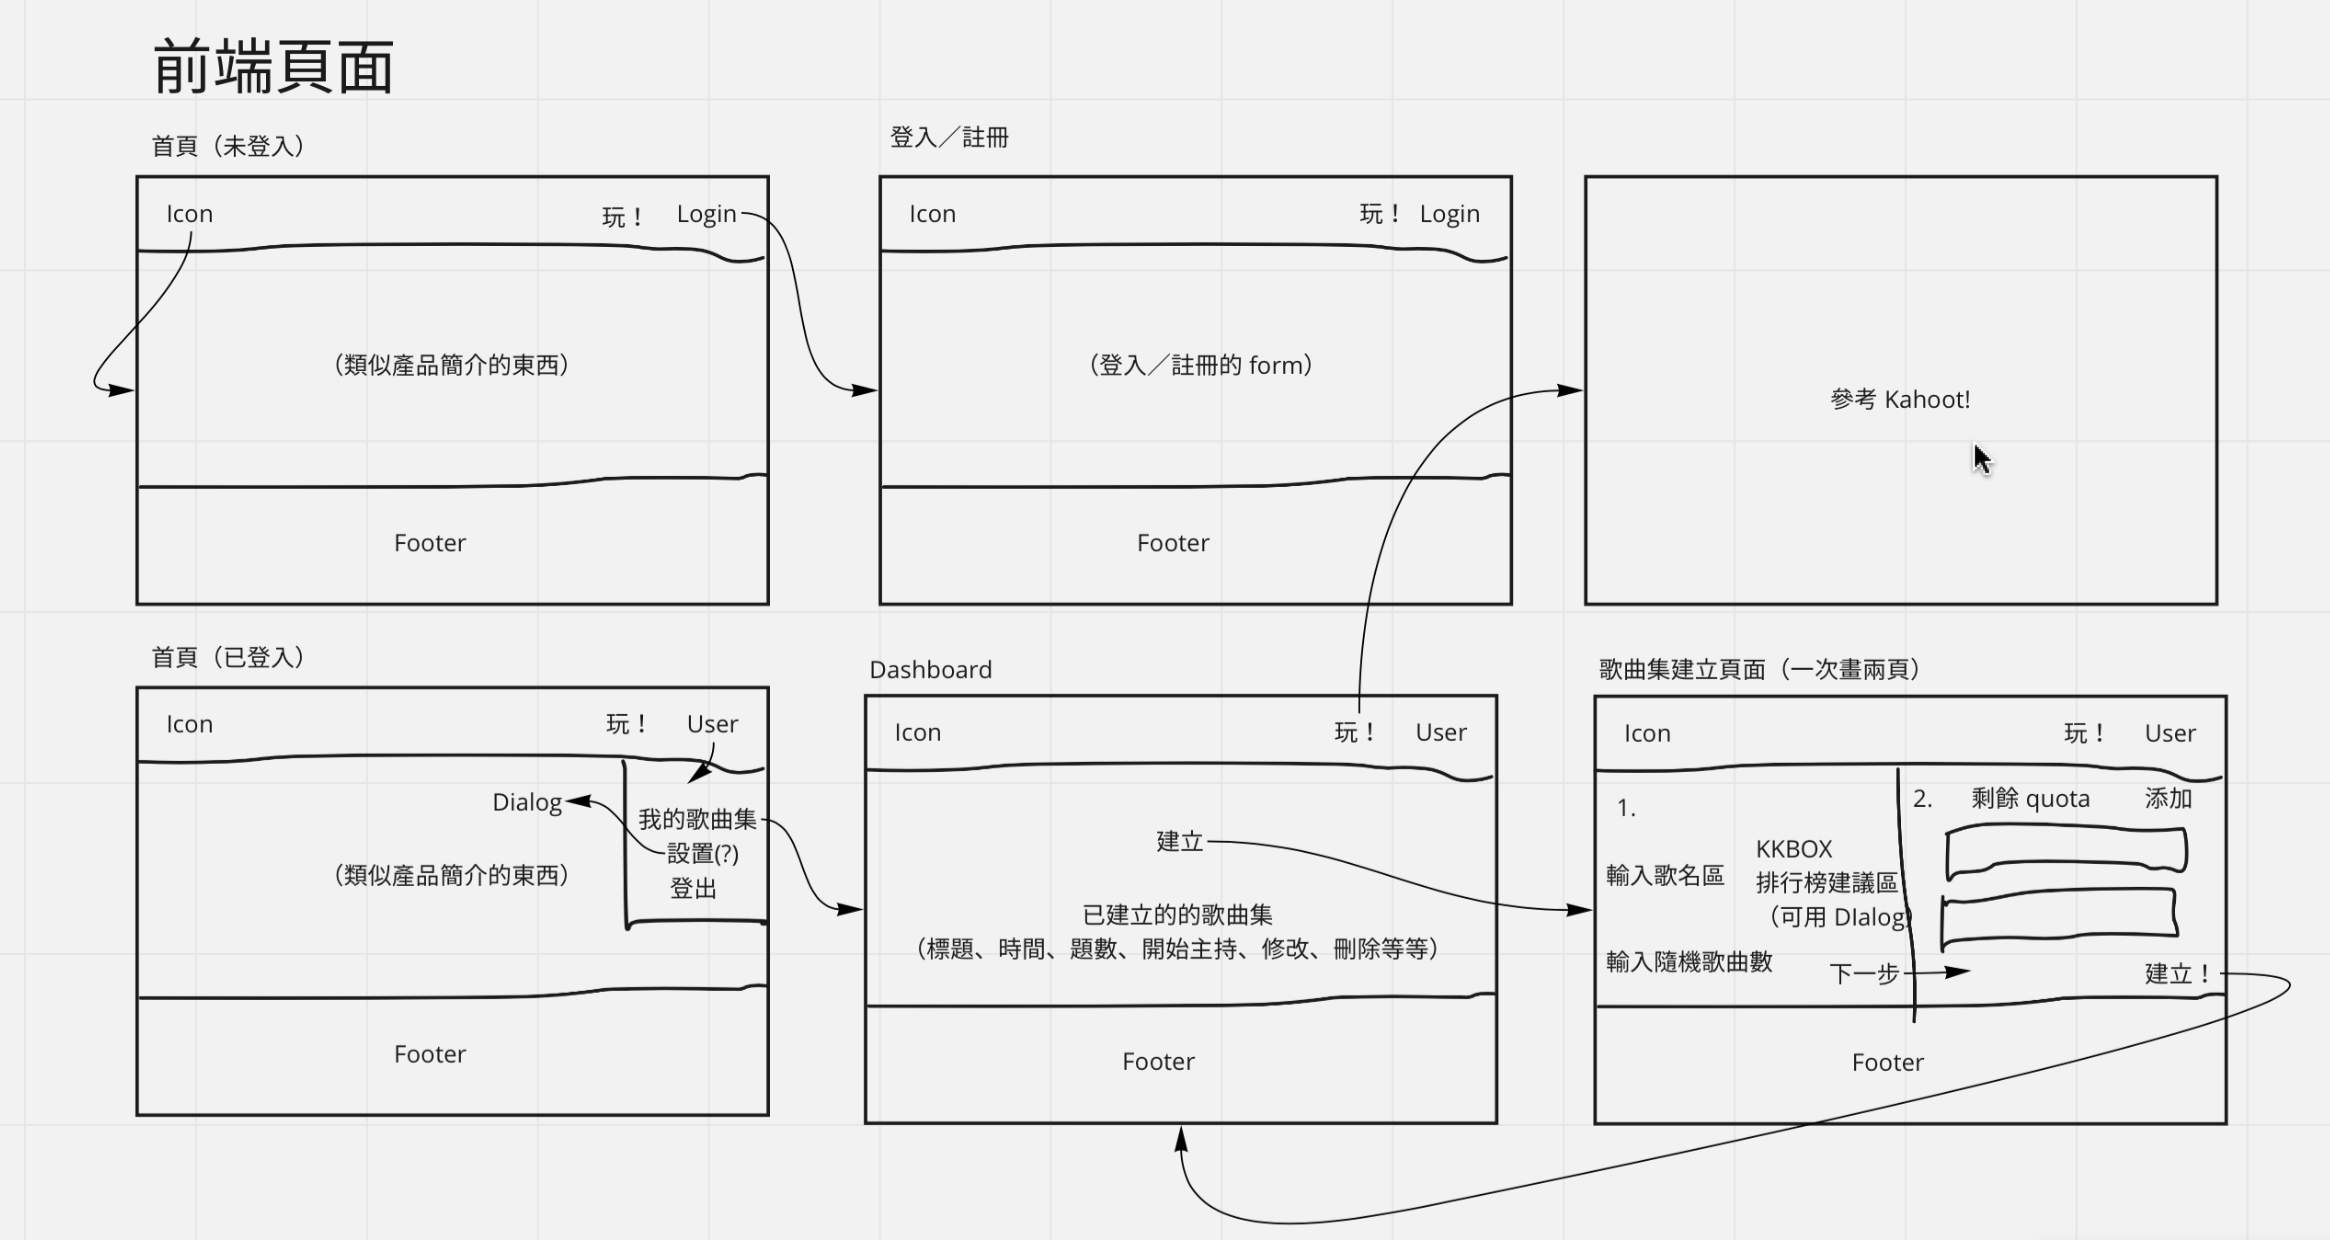 前端頁面
首頁（未登入）
Icon
玩！
Login
（類似產品簡介的東西）
Footer
登入／註冊
Icon
玩！
Login
（登入／註冊的 form）
Footer
參考 Kahoot!
首頁（已登入）
Icon
玩！
User
Dialog
我的歌曲集
設置(?)
登出
（類似產品簡介的東西）
Footer
Dashboard
Icon
玩！
User
建立
已建立的的歌曲集
（標題、時間、題數、開始主持、修改、刪除等等）
Footer
歌曲集建立頁面（一次畫兩頁）
Icon
玩！
User
1.
輸入歌名區
KKBOX
排行榜建議區
（可用 DIalog）
輸入隨機歌曲數
下一步
2.
剩餘 quota
添加
建立！
Footer